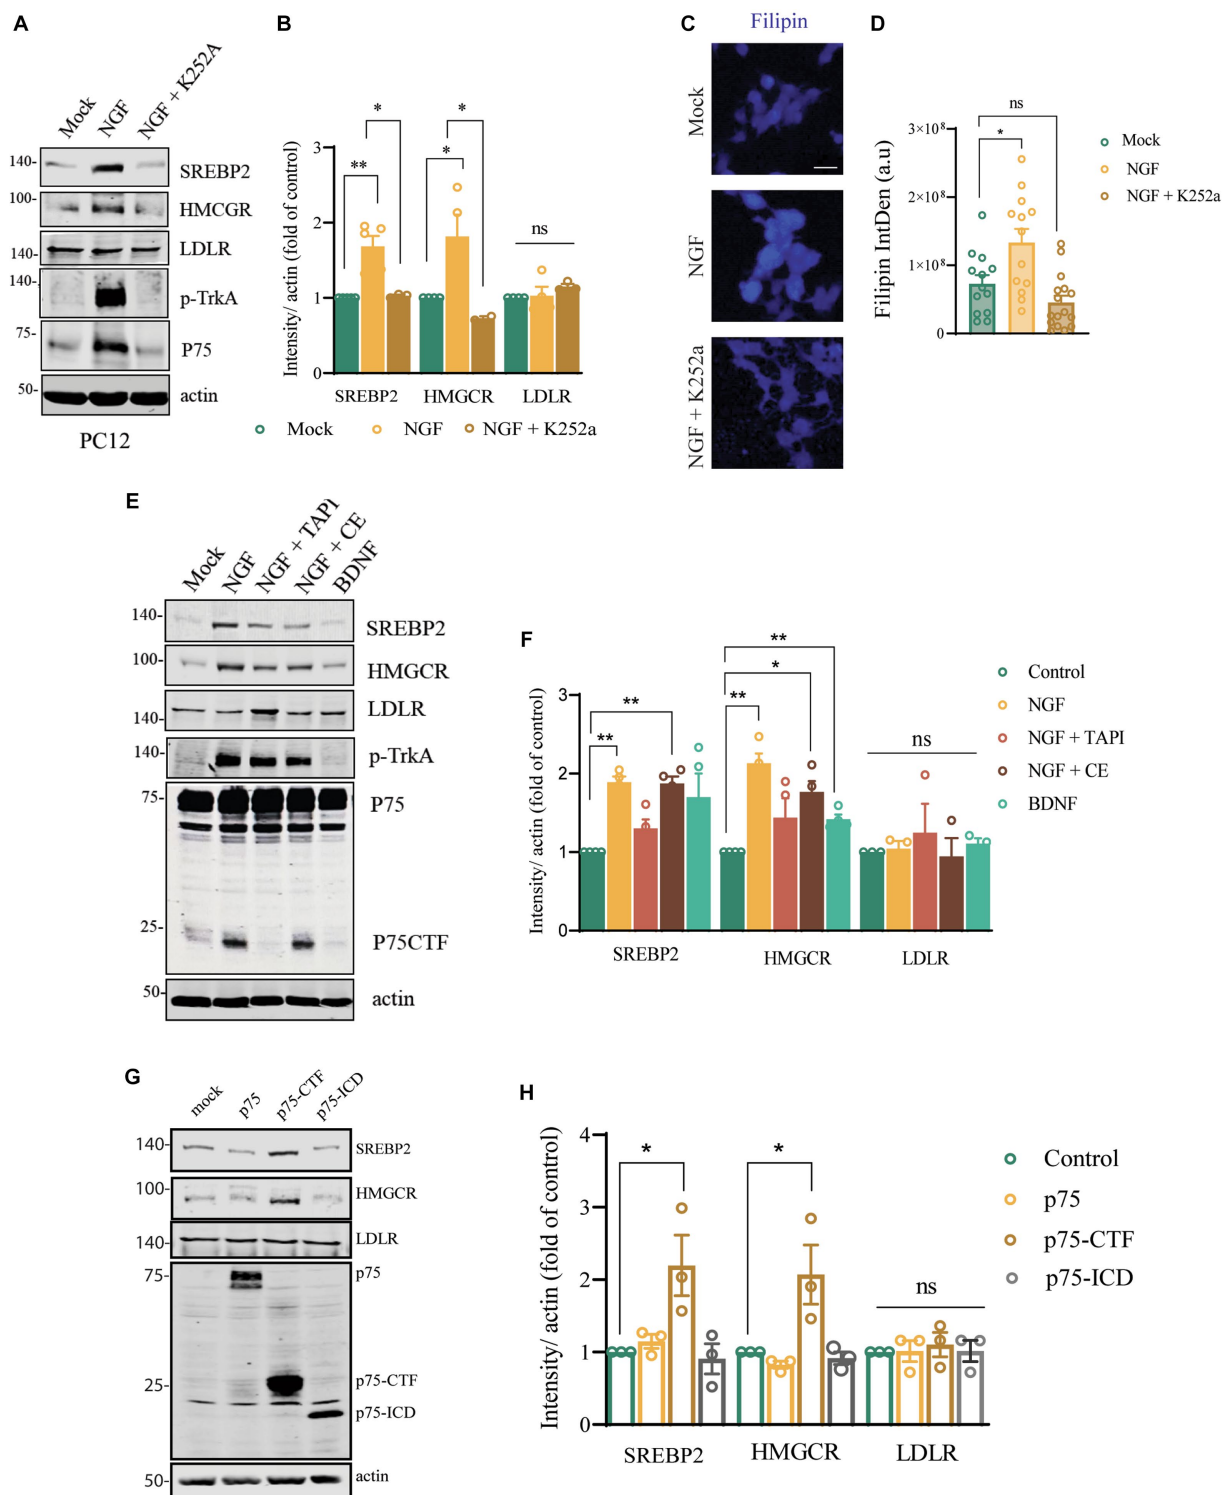 A
Mock
NGF
NGF + K252A
140-
SREBP2
100-
HMCGR
LDLR
140-
140-
p-TrkA
75-
P75
50-
actin
PC12
B
Intensity/ actin (fold of control)
3
2
1
0
**
*
*
*
ns
SREBP2
HMGCR
LDLR
Mock
NGF
NGF + K252a
C
Filipin
Mock
NGF
NGF + K252a
D
Filipin IntDen (a.u)
3×10⁸
2×10⁸
1×10⁸
0
ns
*
Mock
NGF
NGF + K252a
E
Mock
NGF
NGF + TAPI
NGF + CE
BDNF
140-
SREBP2
100-
HMGCR
LDLR
140-
140-
p-TrkA
75-
P75
25-
P75CTF
50-
actin
F
Intensity/ actin (fold of control)
3
2
1
0
**
**
**
*
**
ns
SREBP2
HMGCR
LDLR
Control
NGF
NGF + TAPI
NGF + CE
BDNF
G
mock
p75
p75-CTF
p75-ICD
140-
SREBP2
100-
HMGCR
LDLR
140-
75-
p75
25-
p75-CTF
p75-ICD
50-
actin
H
Intensity/ actin (fold of control)
4
3
2
1
0
*
*
ns
SREBP2
HMGCR
LDLR
Control
p75
p75-CTF
p75-ICD